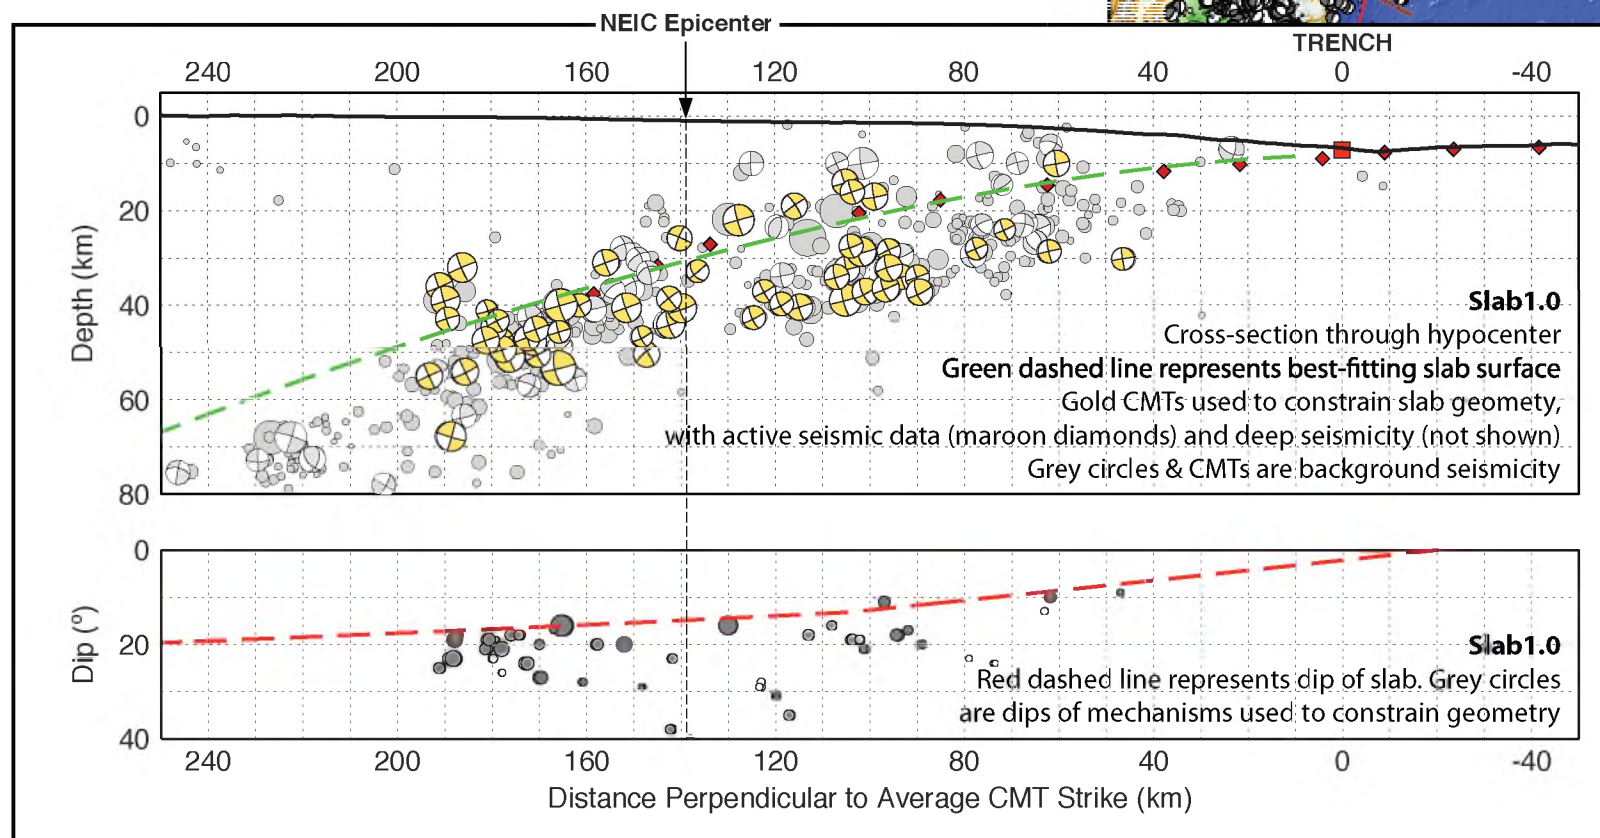 NEIC Epicenter
TRENCH
240 200 160 120 80 40 0 -40
0
20
40
60
80
Depth (km)
Slab1.0
Cross-section through hypocenter
Green dashed line represents best-fitting slab surface
Gold CMTs used to constrain slab geomety,
with active seismic data (maroon diamonds) and deep seismicity (not shown)
Grey circles & CMTs are background seismicity
0
20
40
Dip (º)
Slab1.0
Red dashed line represents dip of slab. Grey circles
are dips of mechanisms used to constrain geometry
240 200 160 120 80 40 0 -40
Distance Perpendicular to Average CMT Strike (km)